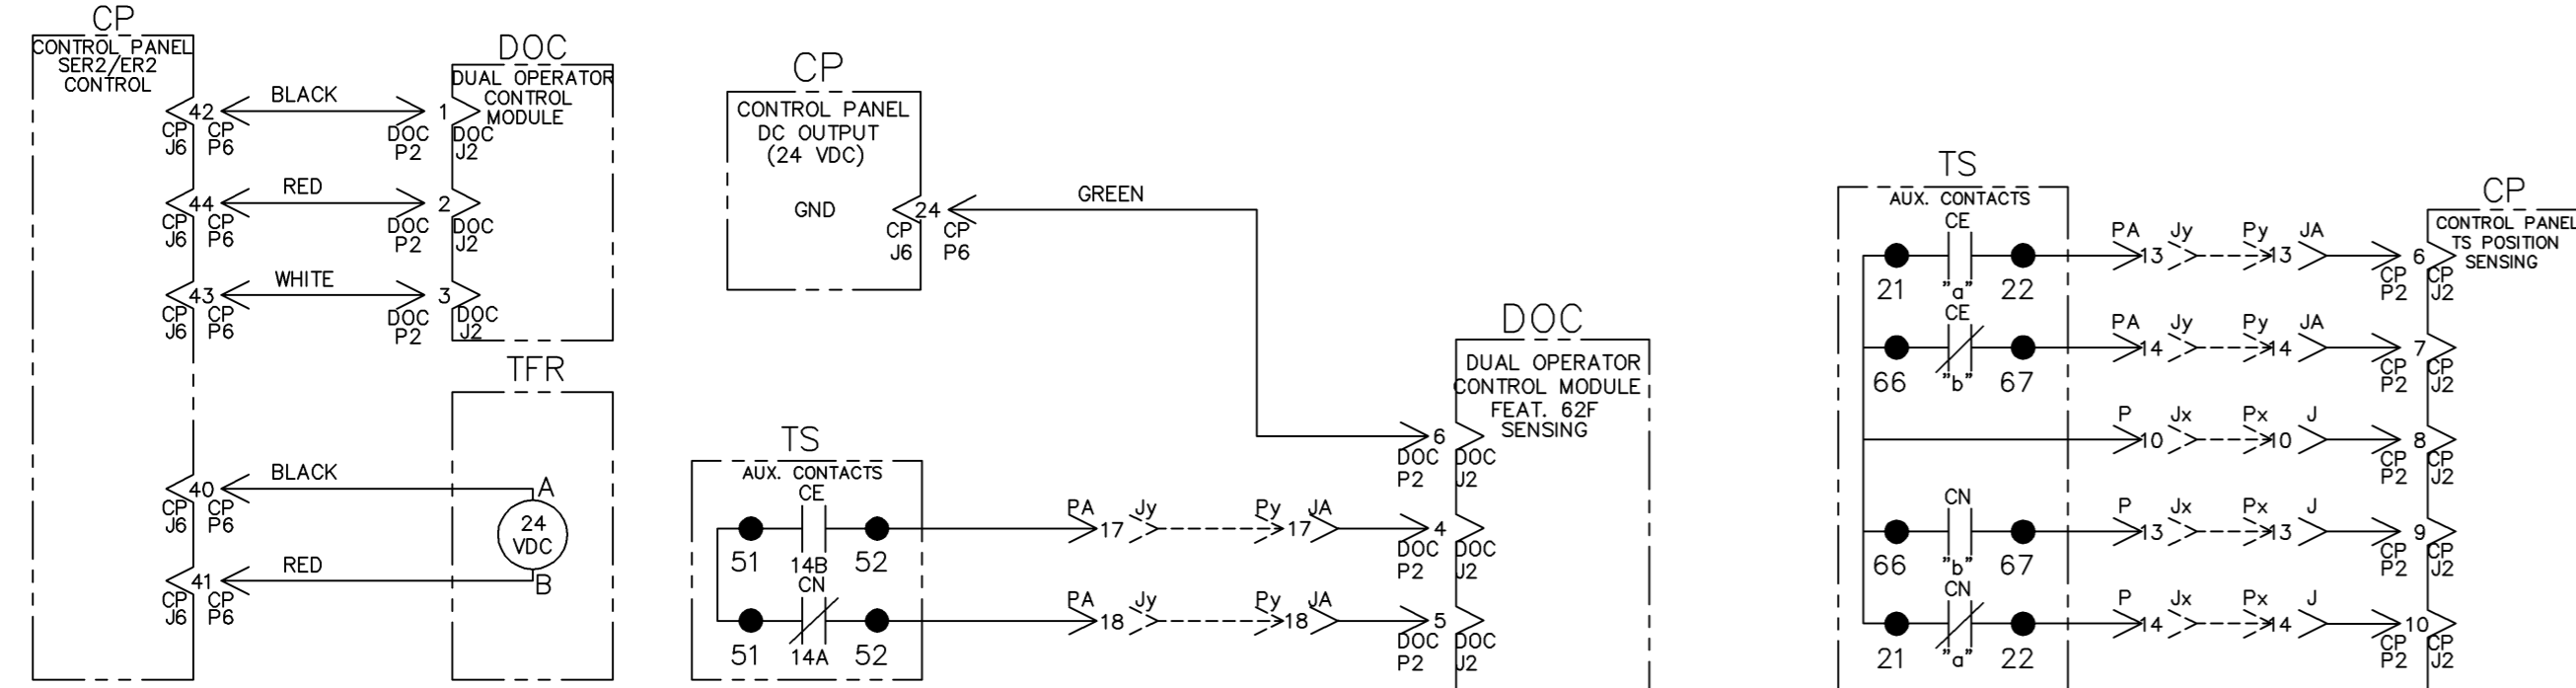 CP
CONTROL PANEL
SER2/ER2
CONTROL
DOC
DUAL OPERATOR
CONTROL
MODULE
42
BLACK
1
CP
J6
CP
P6
DOC
P2
DOC
J2
44
RED
2
CP
J6
CP
P6
DOC
P2
DOC
J2
43
WHITE
3
CP
J6
CP
P6
DOC
P2
DOC
J2
TFR
40
BLACK
A
CP
J6
CP
P6
24
VDC
41
RED
B
CP
J6
CP
P6
CP
CONTROL PANEL
DC OUTPUT
(24 VDC)
GND
24
GREEN
CP
J6
CP
P6
DOC
DUAL OPERATOR
CONTROL MODULE
FEAT. 62F
SENSING
6
DOC
P2
DOC
J2
TS
AUX. CONTACTS
CE
51
14B
52
PA
17
Jy
Py
17
JA
4
DOC
P2
DOC
J2
CN
51
14A
52
PA
18
Jy
Py
18
JA
5
DOC
P2
DOC
J2
TS
AUX. CONTACTS
CP
CONTROL PANEL
TS POSITION
SENSING
CE
21
"a"
22
PA
13
Jy
Py
13
JA
6
CP
P2
CP
J2
CE
66
"b"
67
PA
14
Jy
Py
14
JA
7
CP
P2
CP
J2
P
10
Jx
Px
10
J
8
CP
P2
CP
J2
CN
66
"b"
67
P
13
Jx
Px
13
J
9
CP
P2
CP
J2
CN
21
"a"
22
P
14
Jx
Px
14
J
10
CP
P2
CP
J2